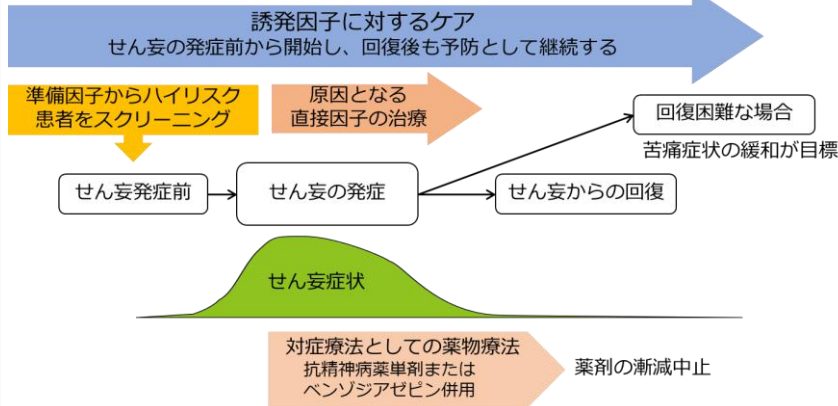 誘発因子に対するケア
せん妄の発症前から開始し、回復後も予防として継続する
準備因子からハイリスク
患者をスクリーニング
原因となる
直接因子の治療
回復困難な場合
苦痛症状の緩和が目標
せん妄発症前
せん妄の発症
せん妄からの回復
せん妄症状
対症療法としての薬物療法
抗精神病薬単剤または
ベンゾジアゼピン併用
薬剤の漸減中止